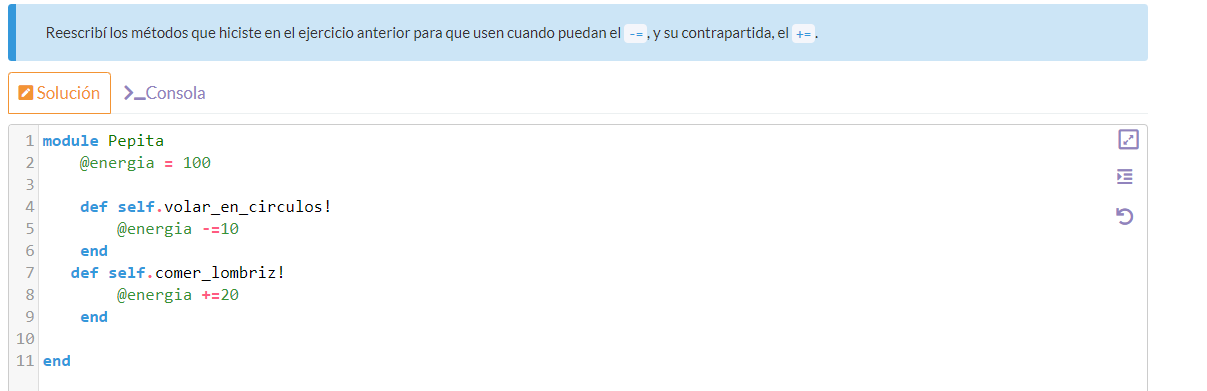 Reescribí los métodos que hiciste en el ejercicio anterior para que usen cuando puedan el -=, y su contrapartida, el +=.
Solución >_Consola
1 module Pepita
2 @energia = 100
3
4 def self.volar_en_circulos!
5 @energia -=10
6 end
7 def self.comer_lombriz!
8 @energia +=20
9 end
10
11 end